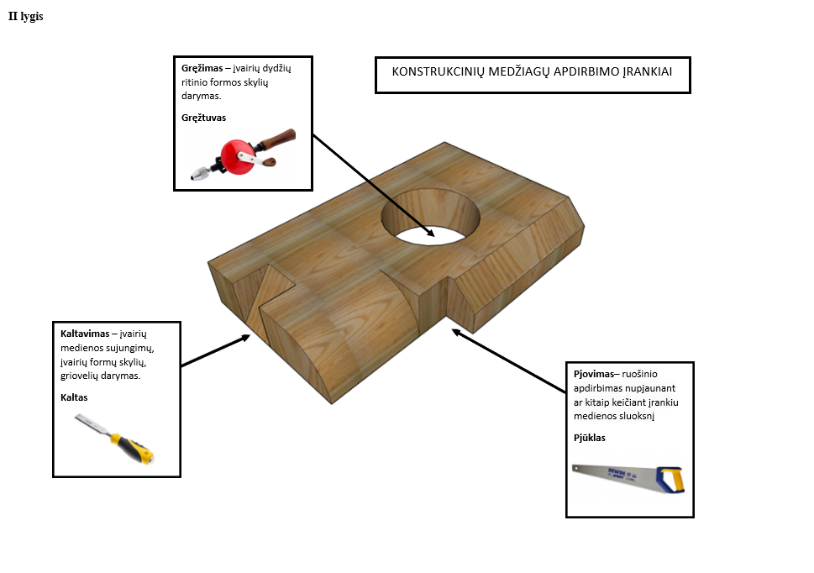 II lygis
KONSTRUKCINIŲ MEDŽIAGŲ APDIRBIMO ĮRANKIAI
Gręžimas – įvairių dydžių
ritinio formos skylių
darymas.
Gręžtuvas
Kaltavimas – įvairių
medienos sujungimų,
įvairių formų skylių,
griovelių darymas.
Kaltas
Pjovimas– ruošinio
apdirbimas nupjaunant
ar kitaip keičiant įrankiu
medienos sluoksnį
Pjūklas